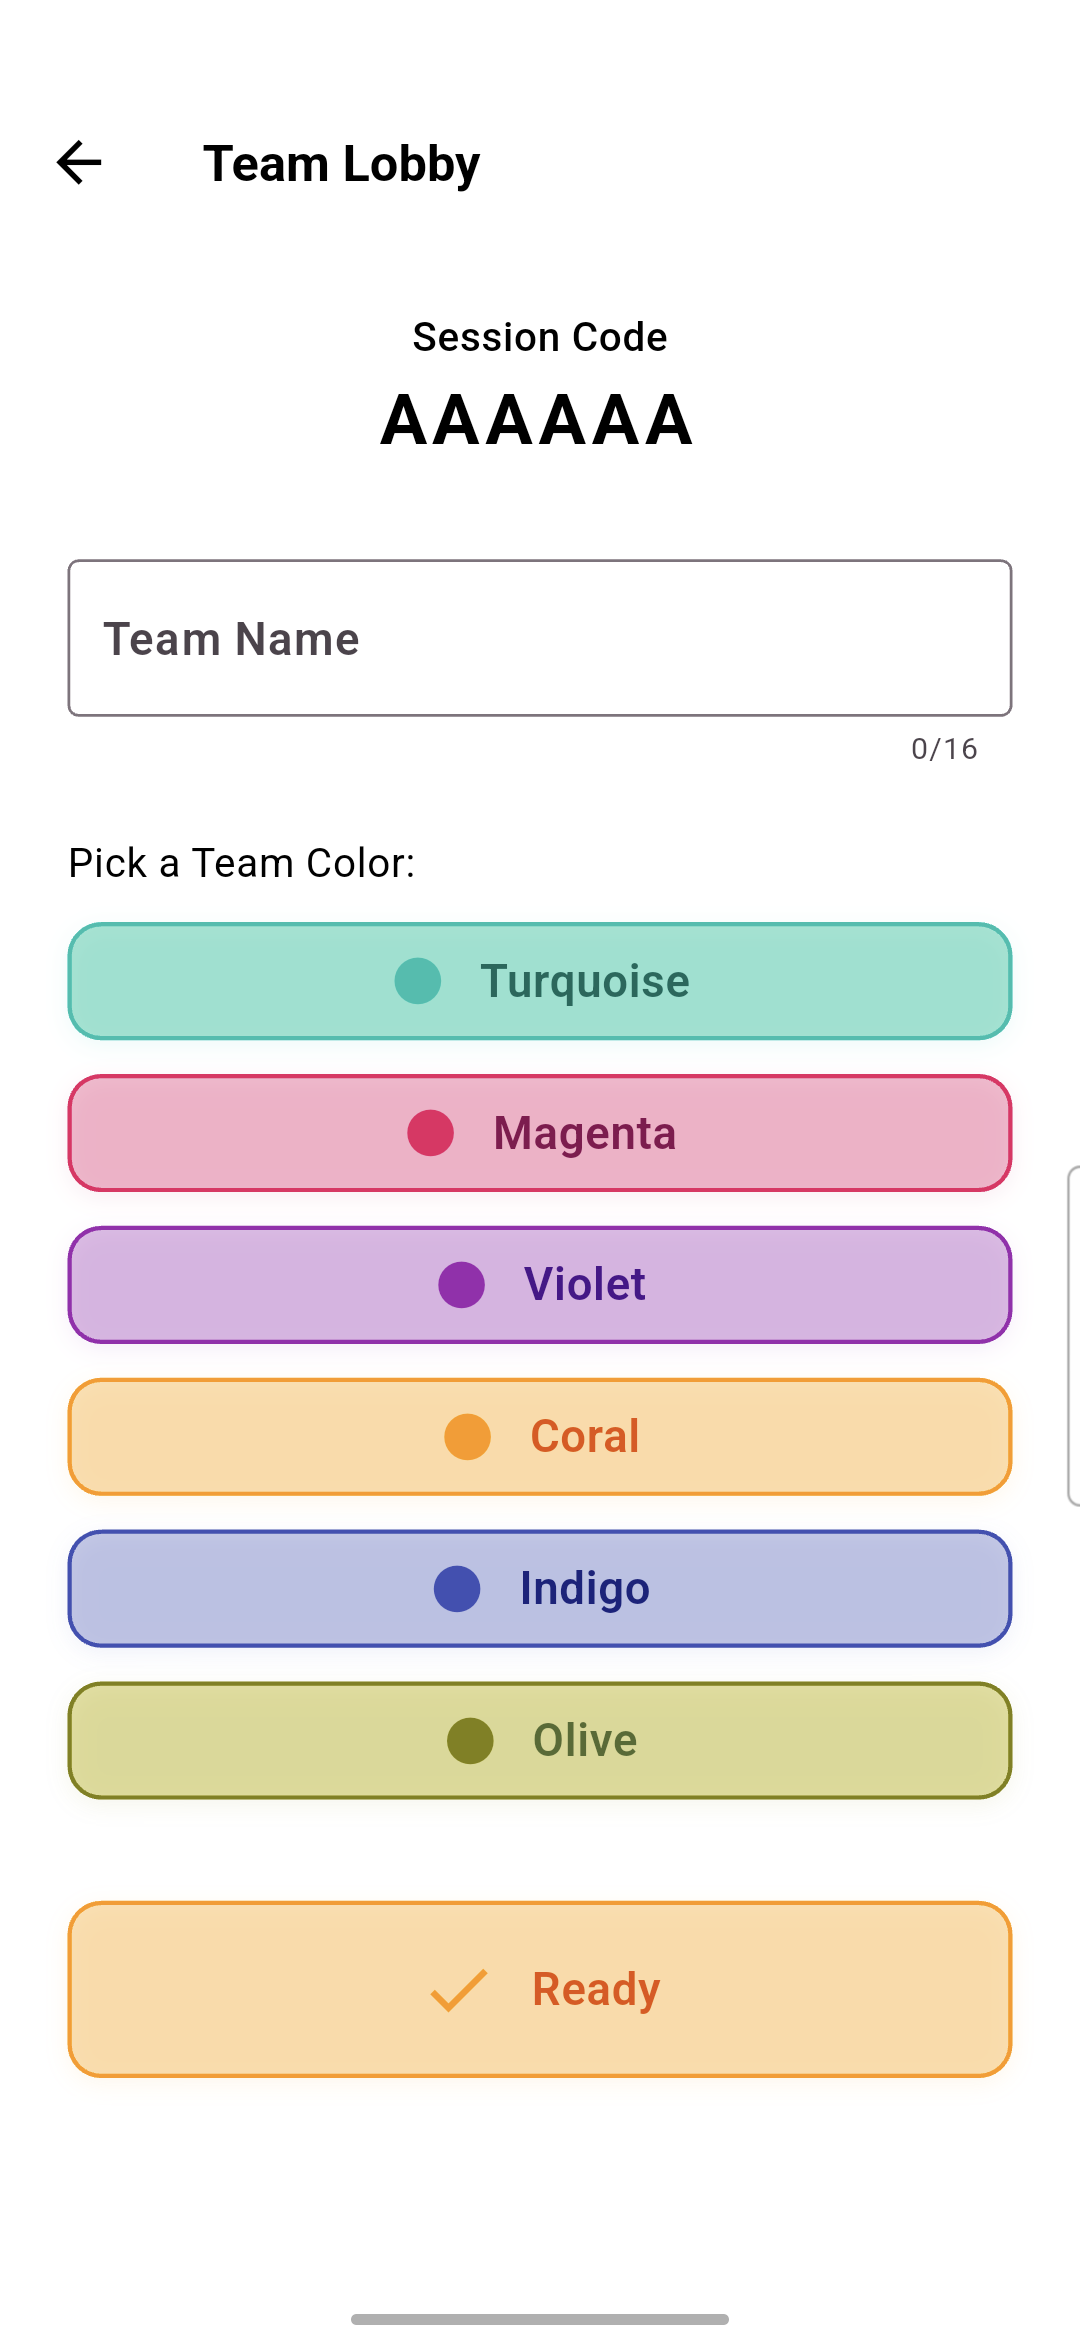 Team Lobby
Session Code
AAAAAA
Team Name
0/16
Pick a Team Color:
Turquoise
Magenta
Violet
Coral
Indigo
Olive
Ready